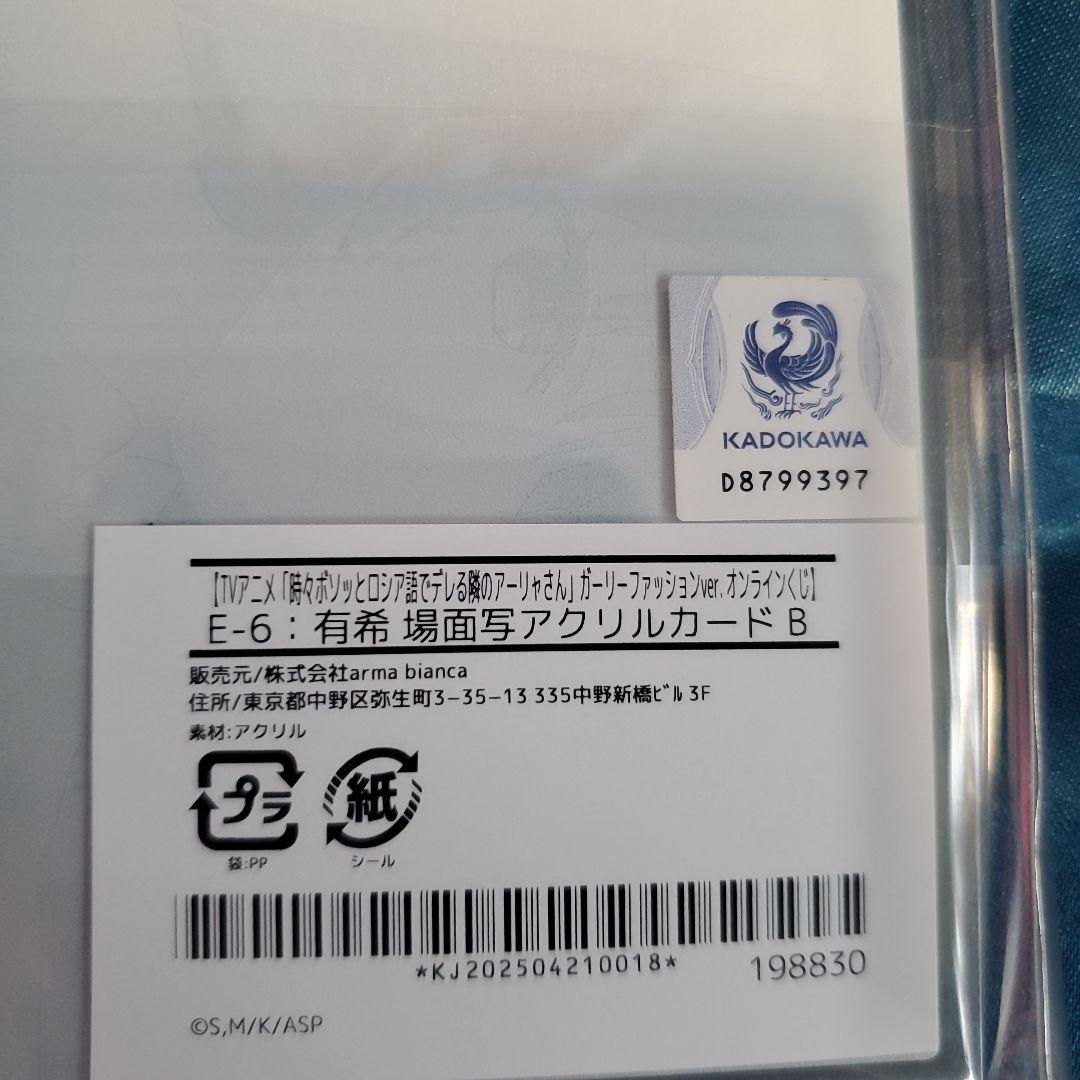 KADOKAWA
D8799397
【TVアニメ「時々ボソッとロシア語でデレる隣のアーリャさん」ガーリーファッションver. オンラインくじ】
E-6：有希 場面写アクリルカード B
販売元/株式会社arma bianca
住所/東京都中野区弥生町3-35-13 335中野新橋ﾋﾞﾙ 3F
素材:アクリル
プラ 紙
袋:PP シール
*KJ202504210018* 198830
©S,M/K/ASP